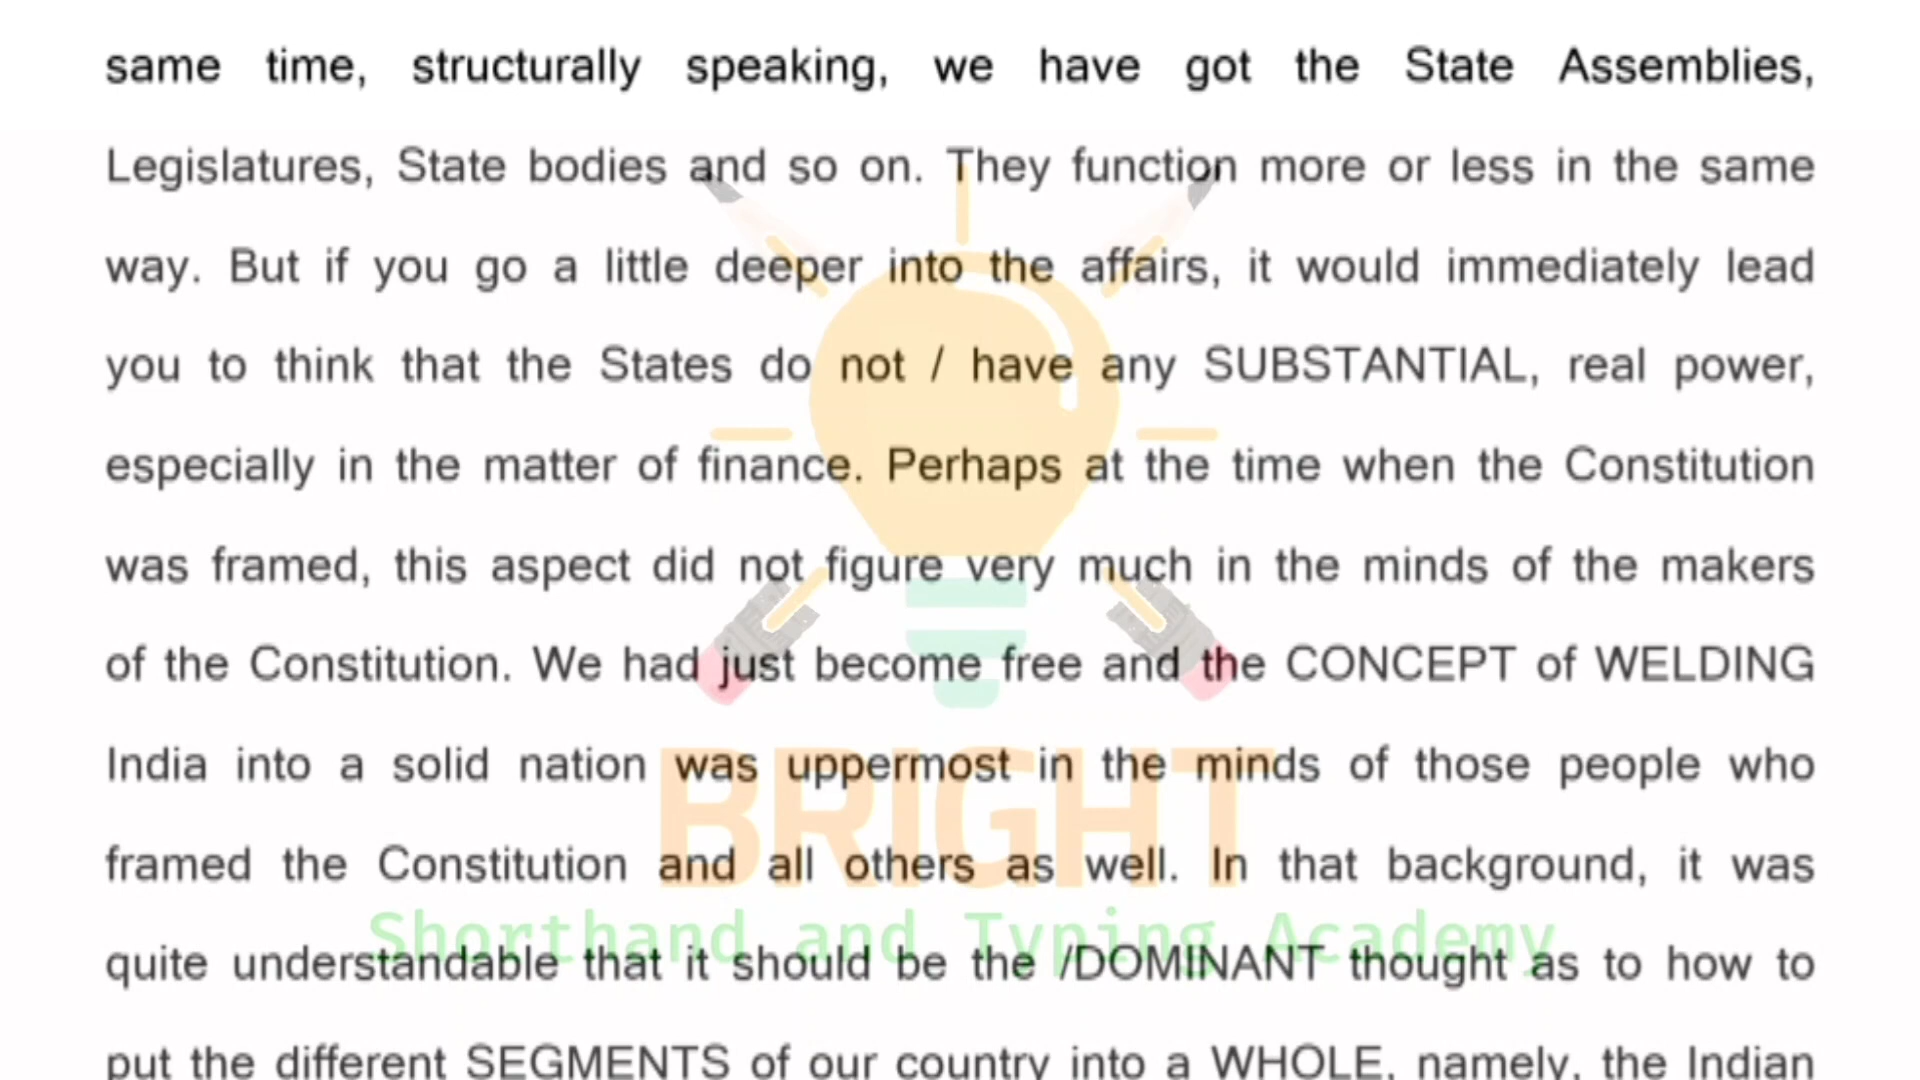 same time, structurally speaking, we have got the State Assemblies,
Legislatures, State bodies and so on. They function more or less in the same
way. But if you go a little deeper into the affairs, it would immediately lead
you to think that the States do not / have any SUBSTANTIAL, real power,
especially in the matter of finance. Perhaps at the time when the Constitution
was framed, this aspect did not figure very much in the minds of the makers
of the Constitution. We had just become free and the CONCEPT of WELDING
India into a solid nation was uppermost in the minds of those people who
BRIGHT
framed the Constitution and all others as well. In that background, it was
Shorthand and Typing Academy
quite understandable that it should be the /DOMINANT thought as to how to
put the different SEGMENTS of our country into a WHOLE, namely, the Indian